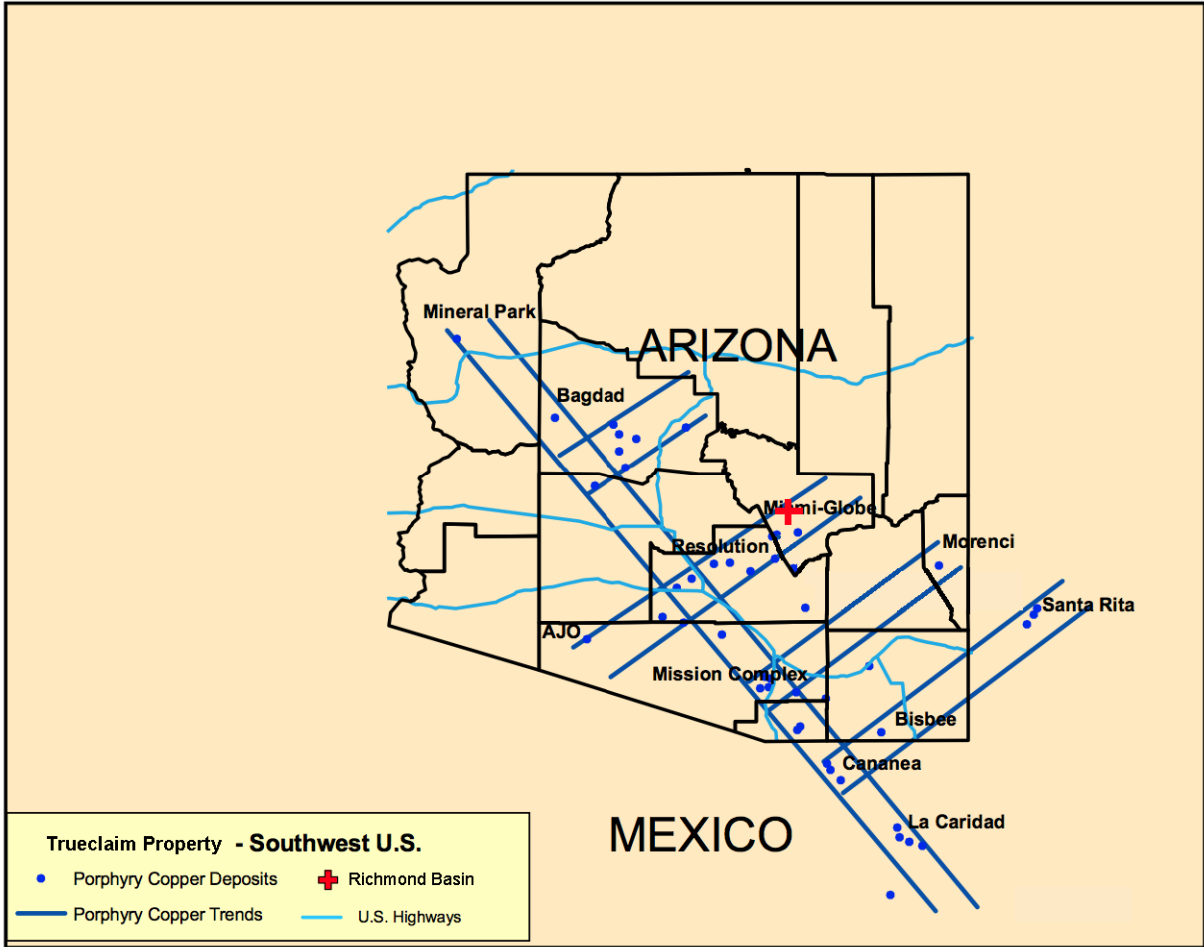 Mineral Park
ARIZONA
Bagdad
Miami-Globe
Resolution
Morenci
Santa Rita
AJO
Mission Complex
Bisbee
Cananea
La Caridad
MEXICO
Trueclaim Property - Southwest U.S.
Porphyry Copper Deposits
Richmond Basin
Porphyry Copper Trends
U.S. Highways